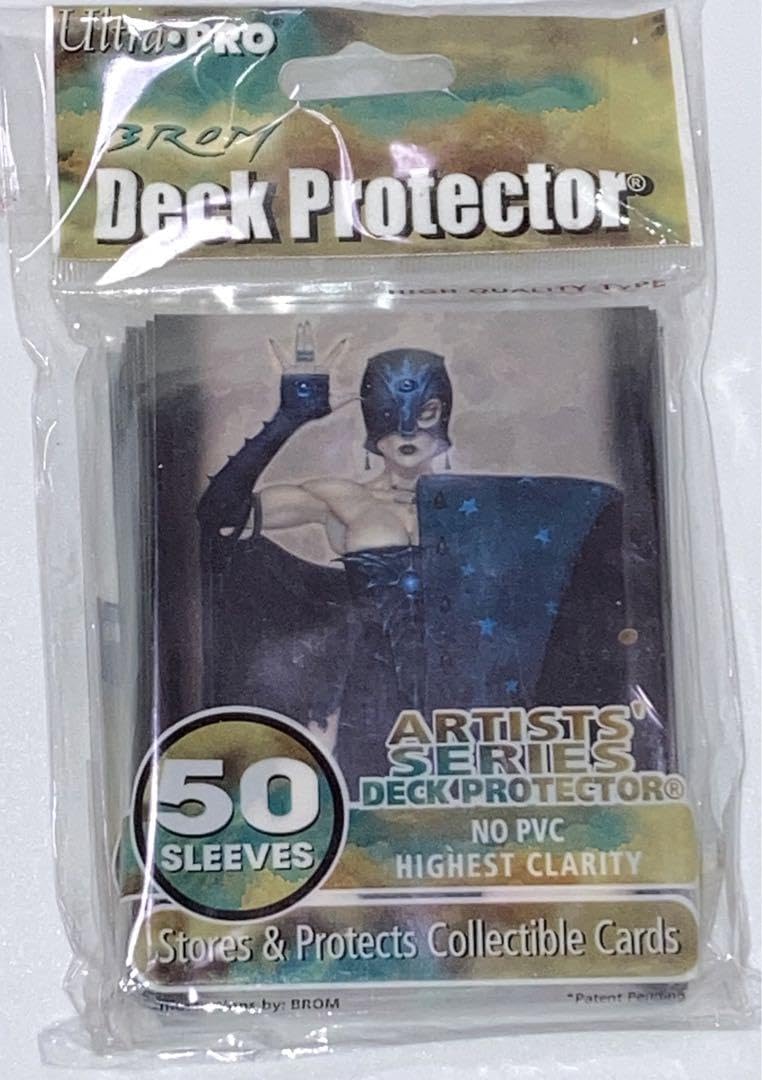 Ultra•PRO®
BROM
Deck Protector®
HIGH QUALITY TYPE
ARTISTS'
SERIES
DECK PROTECTOR®
50
SLEEVES
NO PVC
HIGHEST CLARITY
Stores & Protects Collectible Cards
by: BROM
*Patent Pending